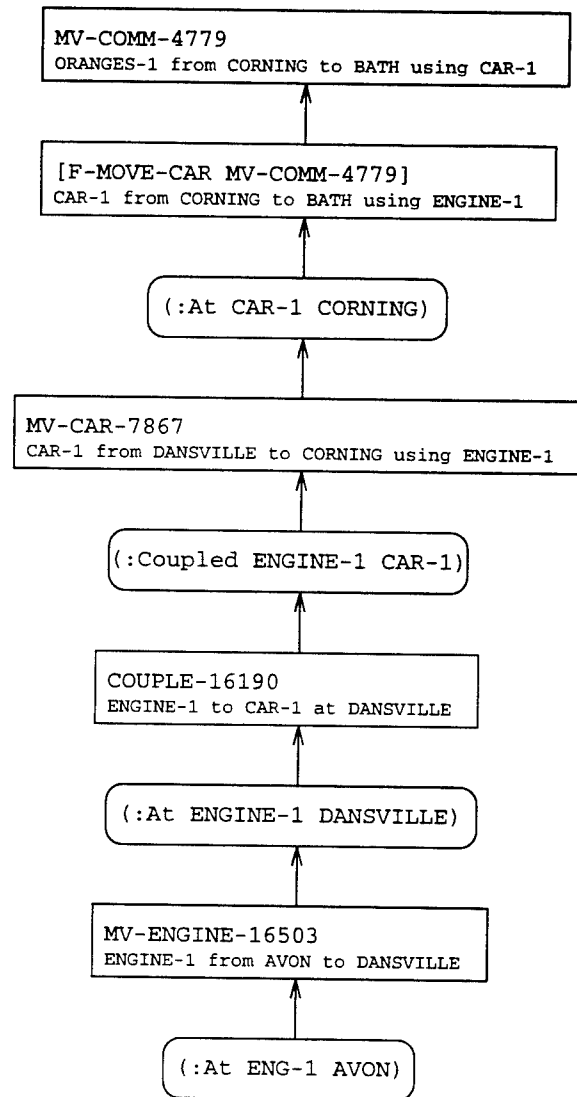 MV-COMM-4779
ORANGES-1 from CORNING to BATH using CAR-1
[F-MOVE-CAR MV-COMM-4779]
CAR-1 from CORNING to BATH using ENGINE-1
(:At CAR-1 CORNING)
MV-CAR-7867
CAR-1 from DANSVILLE to CORNING using ENGINE-1
(:Coupled ENGINE-1 CAR-1)
COUPLE-16190
ENGINE-1 to CAR-1 at DANSVILLE
(:At ENGINE-1 DANSVILLE)
MV-ENGINE-16503
ENGINE-1 from AVON to DANSVILLE
(:At ENG-1 AVON)